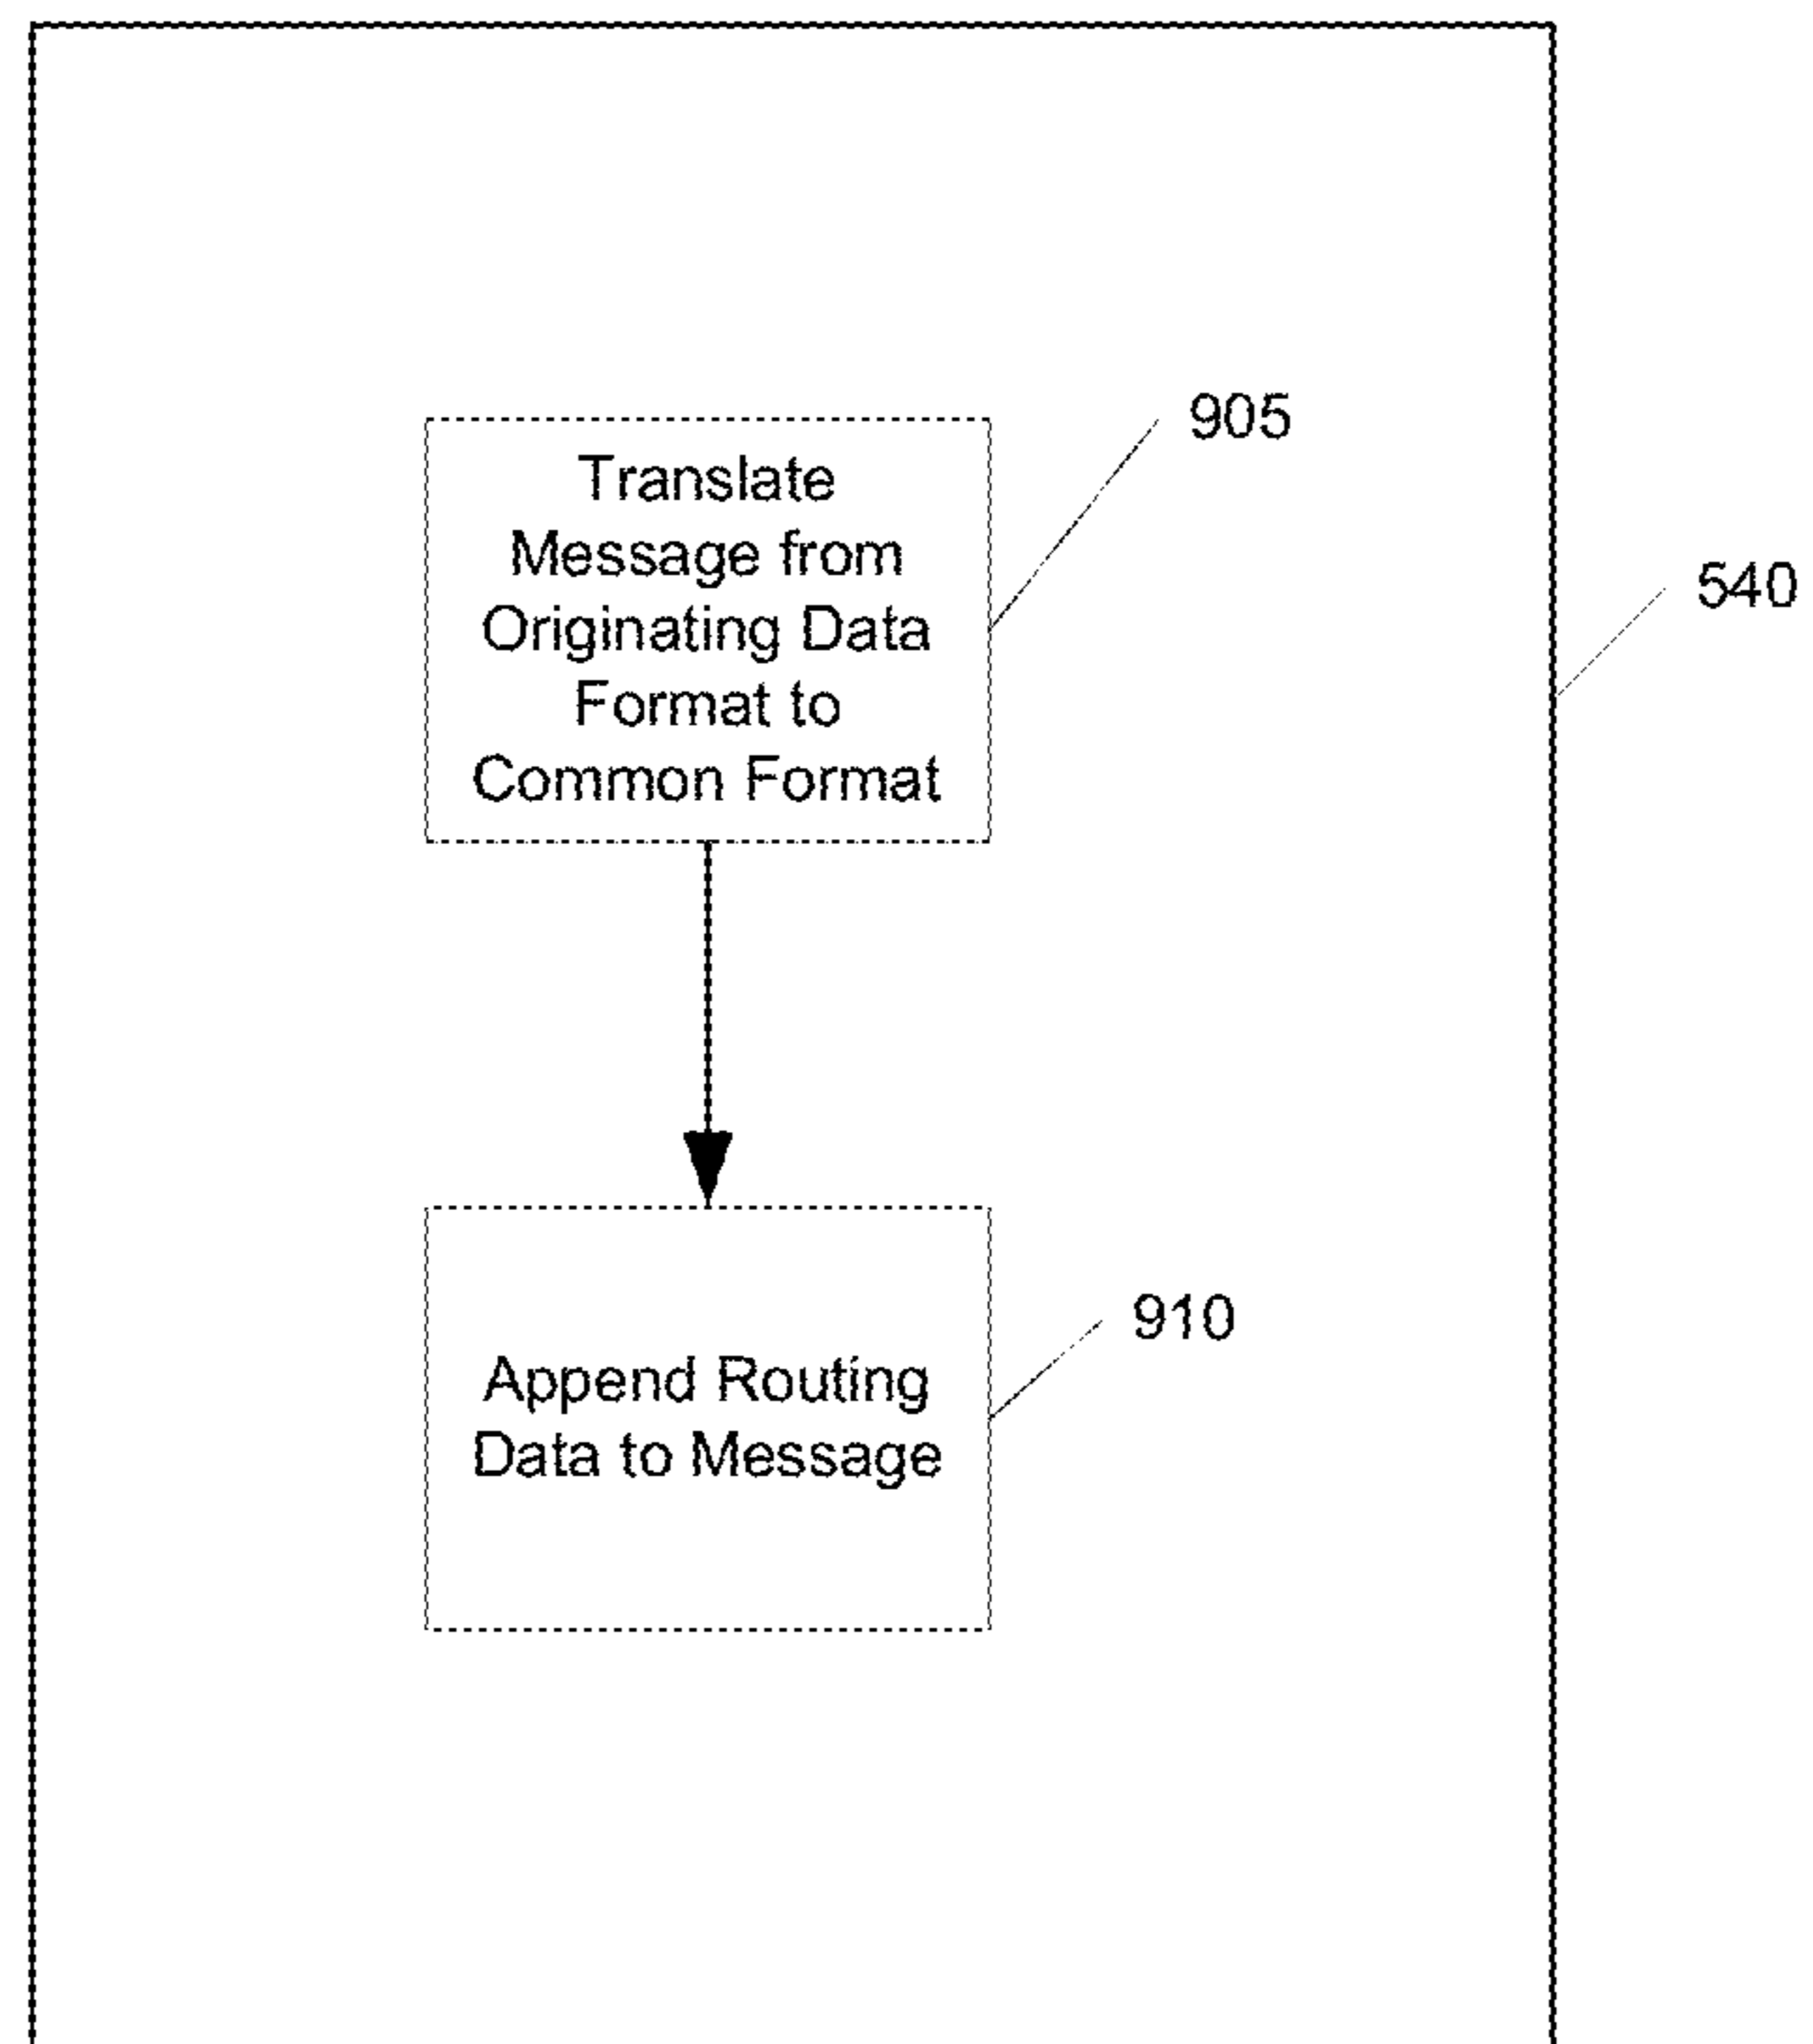 905
Translate
Message from
Originating Data
Format to
Common Format
540
910
Append Routing
Data to Message